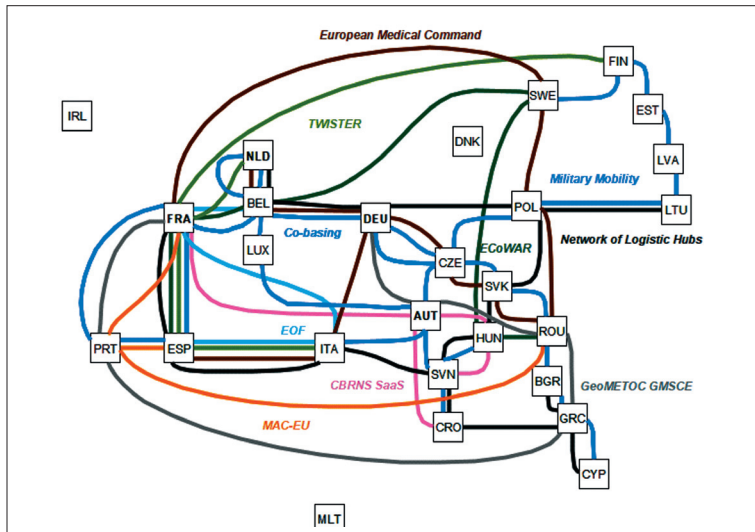 European Medical Command
FIN
SWE
IRL
EST
TWISTER
DNK
NLD
LVA
Military Mobility
BEL
POL
LTU
FRA
DEU
Co-basing
Network of Logistic Hubs
LUX
ECoWAR
CZE
SVK
AUT
EOF
ROU
HUN
PRT
ESP
ITA
CBRNS SaaS
SVN
BGR
GeoMETOC GMSCE
MAC-EU
CRO
GRC
CYP
MLT